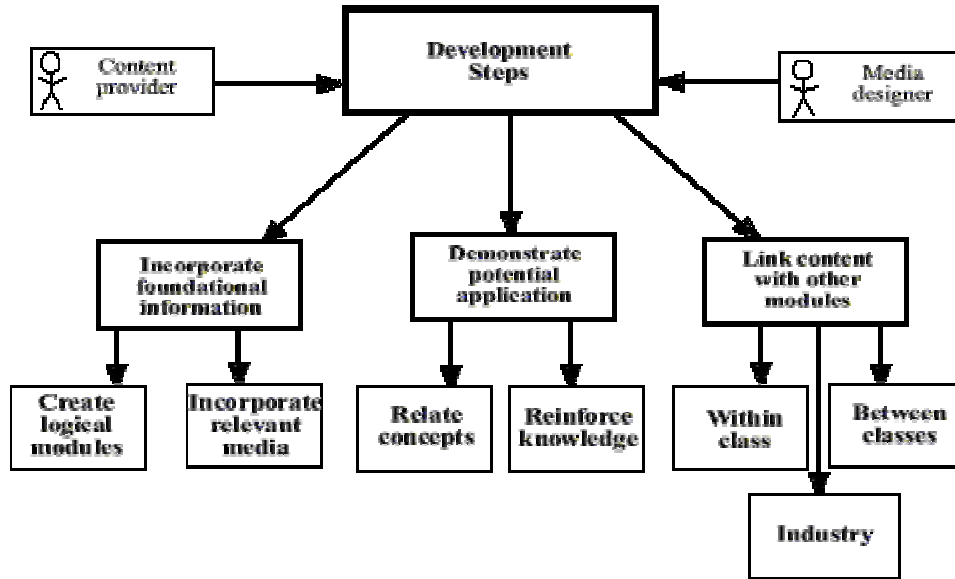 Development
Steps
Content
provider
Media
designer
Incorporate
foundational
information
Demonstrate
potential
application
Link content
with other
modules
Create
logical
modules
Incorporate
relevant
media
Relate
concepts
Reinforce
knowledge
Within
class
Between
classes
Industry